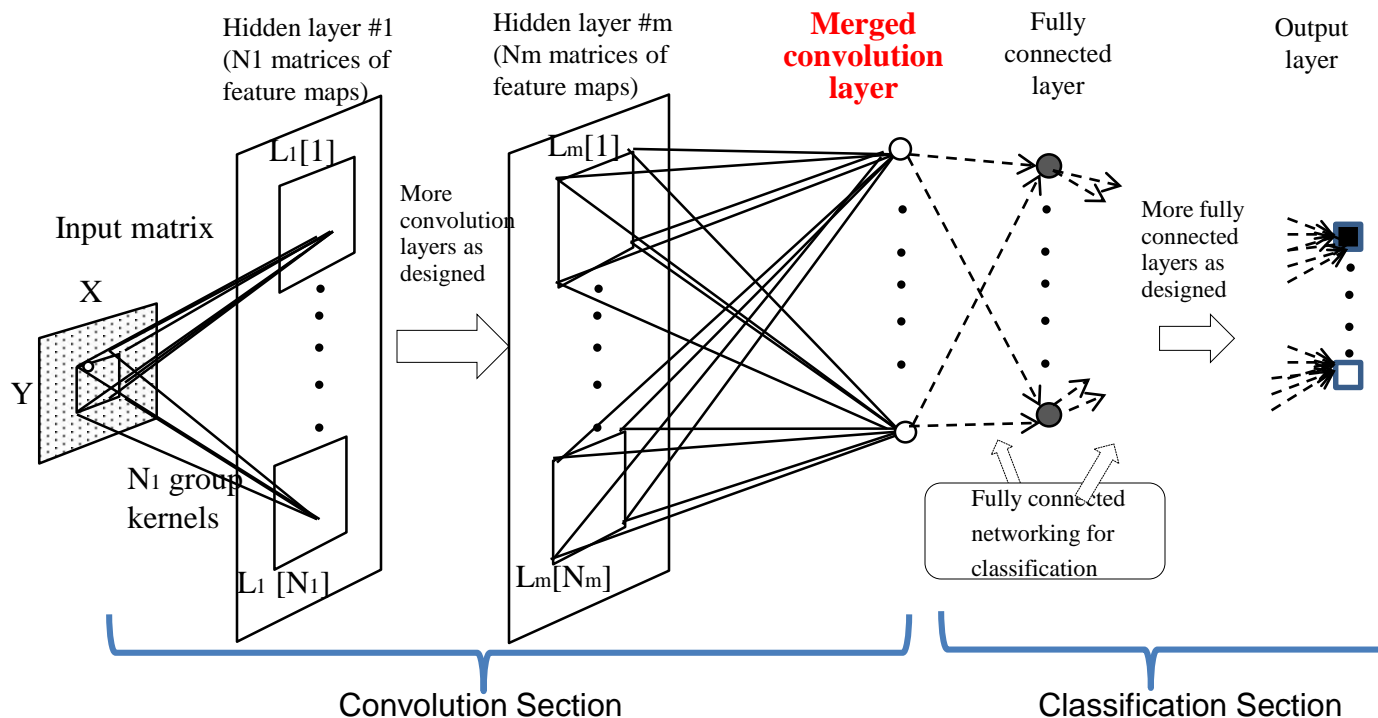 Hidden layer #1
(N1 matrices of
feature maps)
Hidden layer #m
(Nm matrices of
feature maps)
Merged
convolution
layer
Fully
connected
layer
Output
layer
L1[1]
Lm[1]
Input matrix
More
convolution
layers as
designed
More fully
connected
layers as
designed
X
Y
N1 group
kernels
L1 [N1]
Lm[Nm]
Fully connected
networking for
classification
Convolution Section
Classification Section